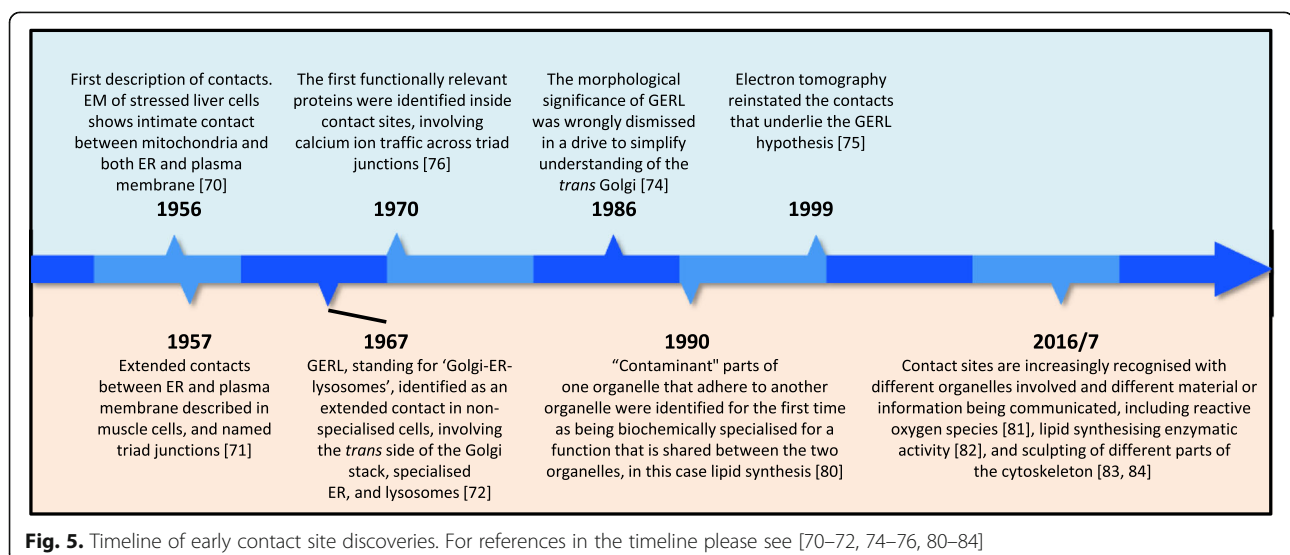 First description of contacts.
EM of stressed liver cells
shows intimate contact
between mitochondria and
both ER and plasma
membrane [70]
1956
The first functionally relevant
proteins were identified inside
contact sites, involving
calcium ion traffic across triad
junctions [76]
1970
The morphological
significance of GERL
was wrongly dismissed
in a drive to simplify
understanding of the
trans Golgi [74]
1986
Electron tomography
reinstated the contacts
that underlie the GERL
hypothesis [75]
1999
1957
Extended contacts
between ER and plasma
membrane described in
muscle cells, and named
triad junctions [71]
1967
GERL, standing for ‘Golgi-ER-
lysosomes’, identified as an
extended contact in non-
specialised cells, involving
the trans side of the Golgi
stack, specialised
ER, and lysosomes [72]
1990
“Contaminant" parts of
one organelle that adhere to another
organelle were identified for the first time
as being biochemically specialised for a
function that is shared between the two
organelles, in this case lipid synthesis [80]
2016/7
Contact sites are increasingly recognised with
different organelles involved and different material or
information being communicated, including reactive
oxygen species [81], lipid synthesising enzymatic
activity [82], and sculpting of different parts of
the cytoskeleton [83, 84]
Fig. 5. Timeline of early contact site discoveries. For references in the timeline please see [70–72, 74–76, 80–84]